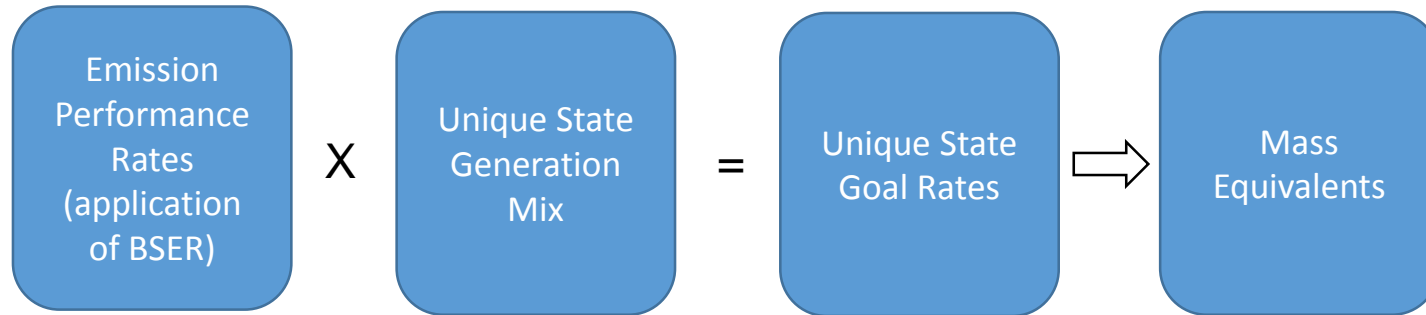 Emission
Performance
Rates
(application
of BSER)
X
Unique State
Generation
Mix
=
Unique State
Goal Rates
Mass
Equivalents